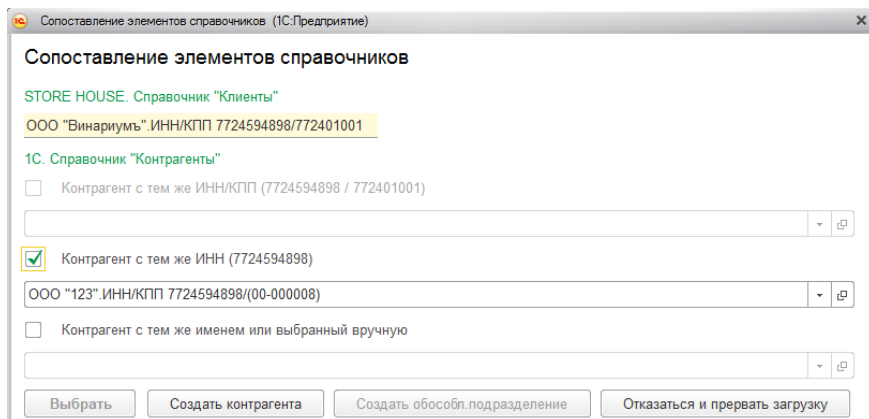 Сопоставление элементов справочников (1С:Предприятие)
Сопоставление элементов справочников
STORE HOUSE. Справочник "Клиенты"
ООО "Винариумъ".ИНН/КПП 7724594898/772401001
1С. Справочник "Контрагенты"
Контрагент с тем же ИНН/КПП (7724594898 / 772401001)
Контрагент с тем же ИНН (7724594898)
ООО "123".ИНН/КПП 7724594898/(00-000008)
Контрагент с тем же именем или выбранный вручную
Выбрать Создать контрагента Создать обособл.подразделение Отказаться и прервать загрузку